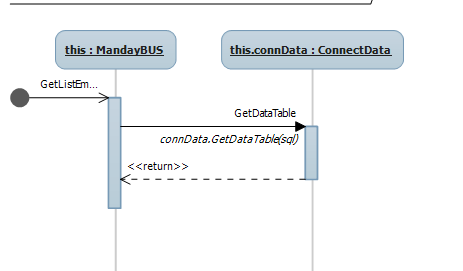 this : MandayBUS
this.connData : ConnectData
GetListEm...
GetDataTable
connData.GetDataTable(sql)
<<return>>